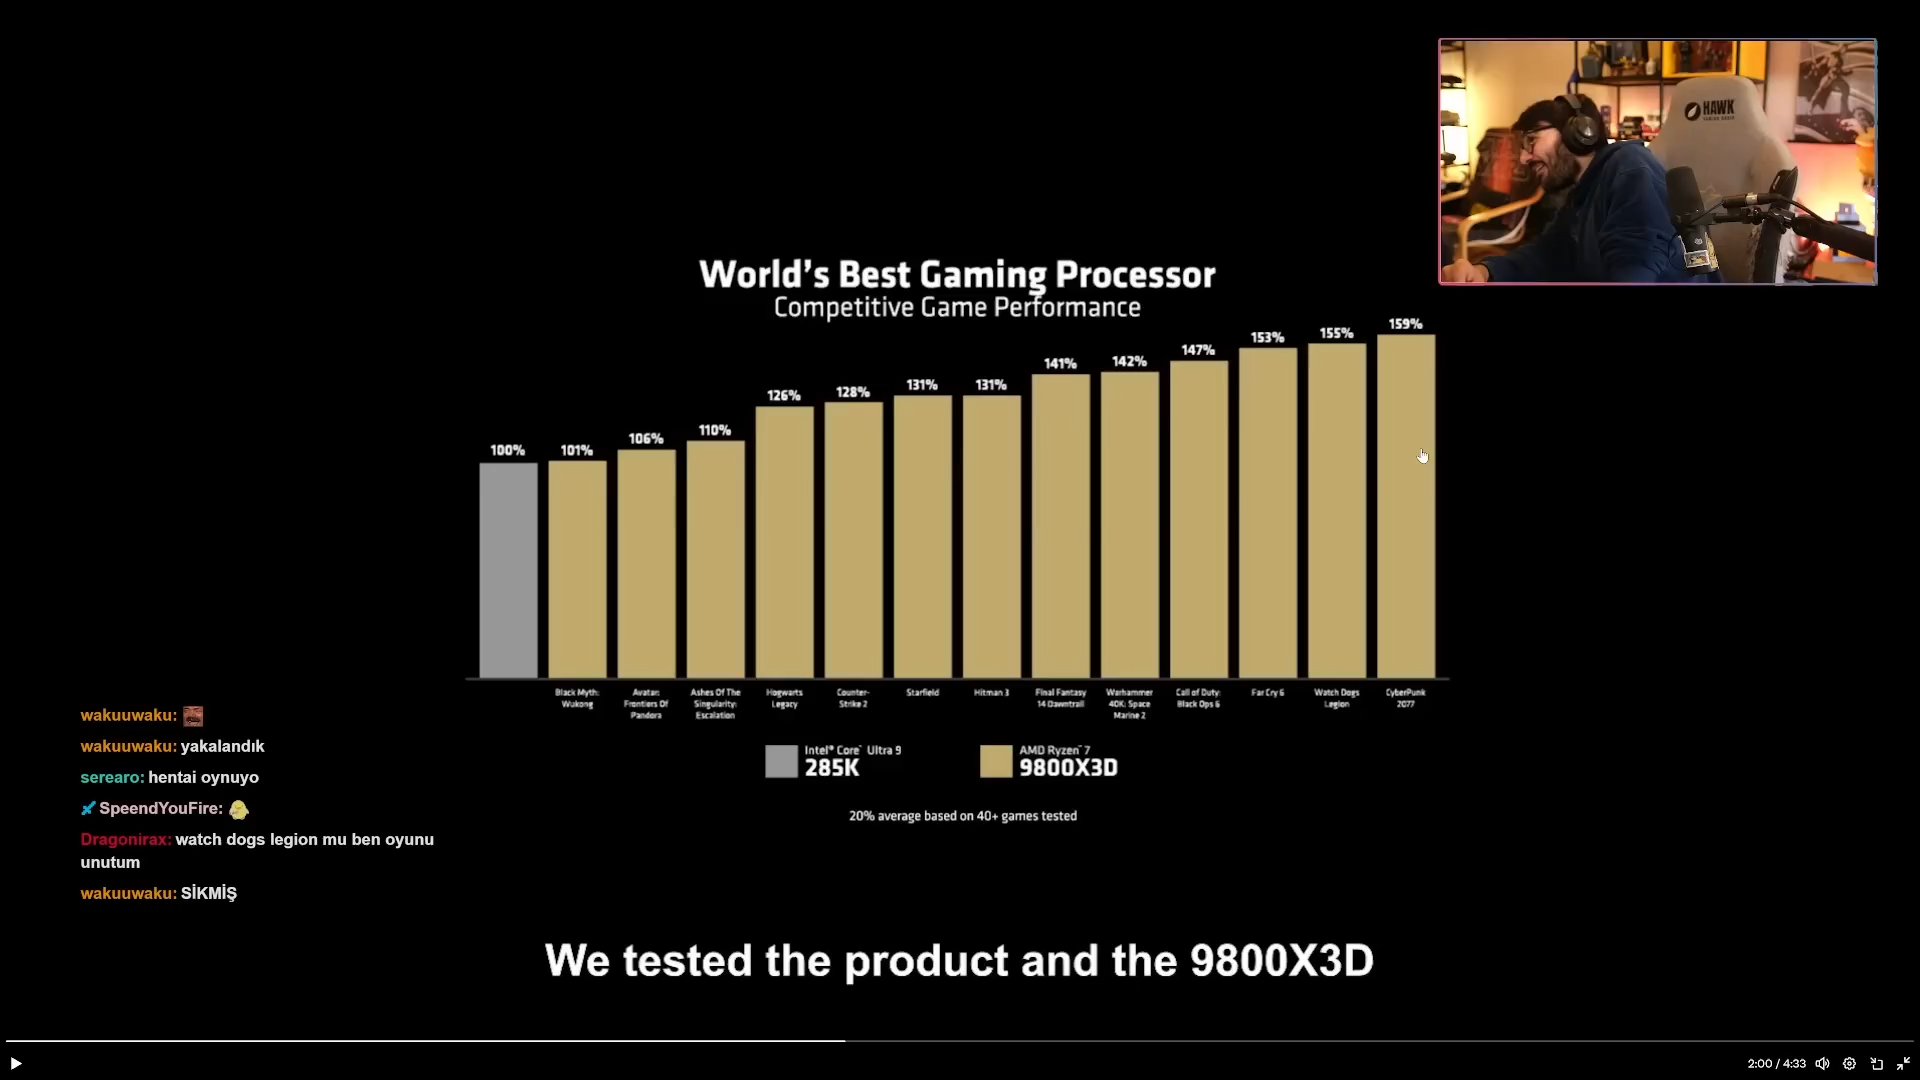 HAWK
GAMING CHAIR
World's Best Gaming Processor
Competitive Game Performance
100%
101%
106%
110%
126%
128%
131%
131%
141%
142%
147%
153%
155%
159%
Black Myth:
Wukong
Avatar:
Frontiers Of
Pandora
Ashes Of The
Singularity:
Escalation
Hogwarts
Legacy
Counter-
Strike 2
Starfield
Hitman 3
Final Fantasy
14 Dawntrail
Warhammer
40K: Space
Marine 2
Call of Duty:
Black Ops 6
Far Cry 6
Watch Dogs
Legion
CyberPunk
2077
Intel® Core™ Ultra 9
285K
AMD Ryzen™ 7
9800X3D
20% average based on 40+ games tested
wakuuwaku:
wakuuwaku: yakalandık
serearo: hentai oynuyo
SpeendYouFire:
Dragonirax: watch dogs legion mu ben oyunu
unutum
wakuuwaku: SİKMİŞ
We tested the product and the 9800X3D
2:00 / 4:33